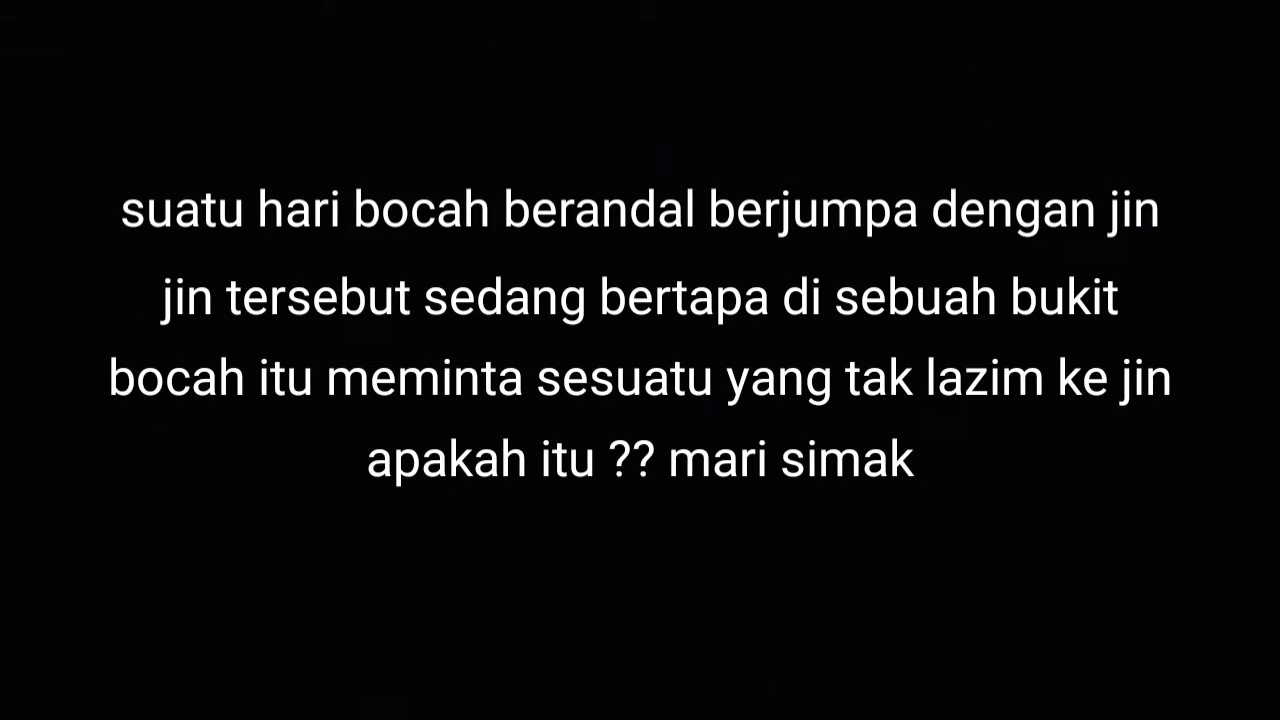 suatu hari bocah berandal berjumpa dengan jin
jin tersebut sedang bertapa di sebuah bukit
bocah itu meminta sesuatu yang tak lazim ke jin
apakah itu ?? mari simak